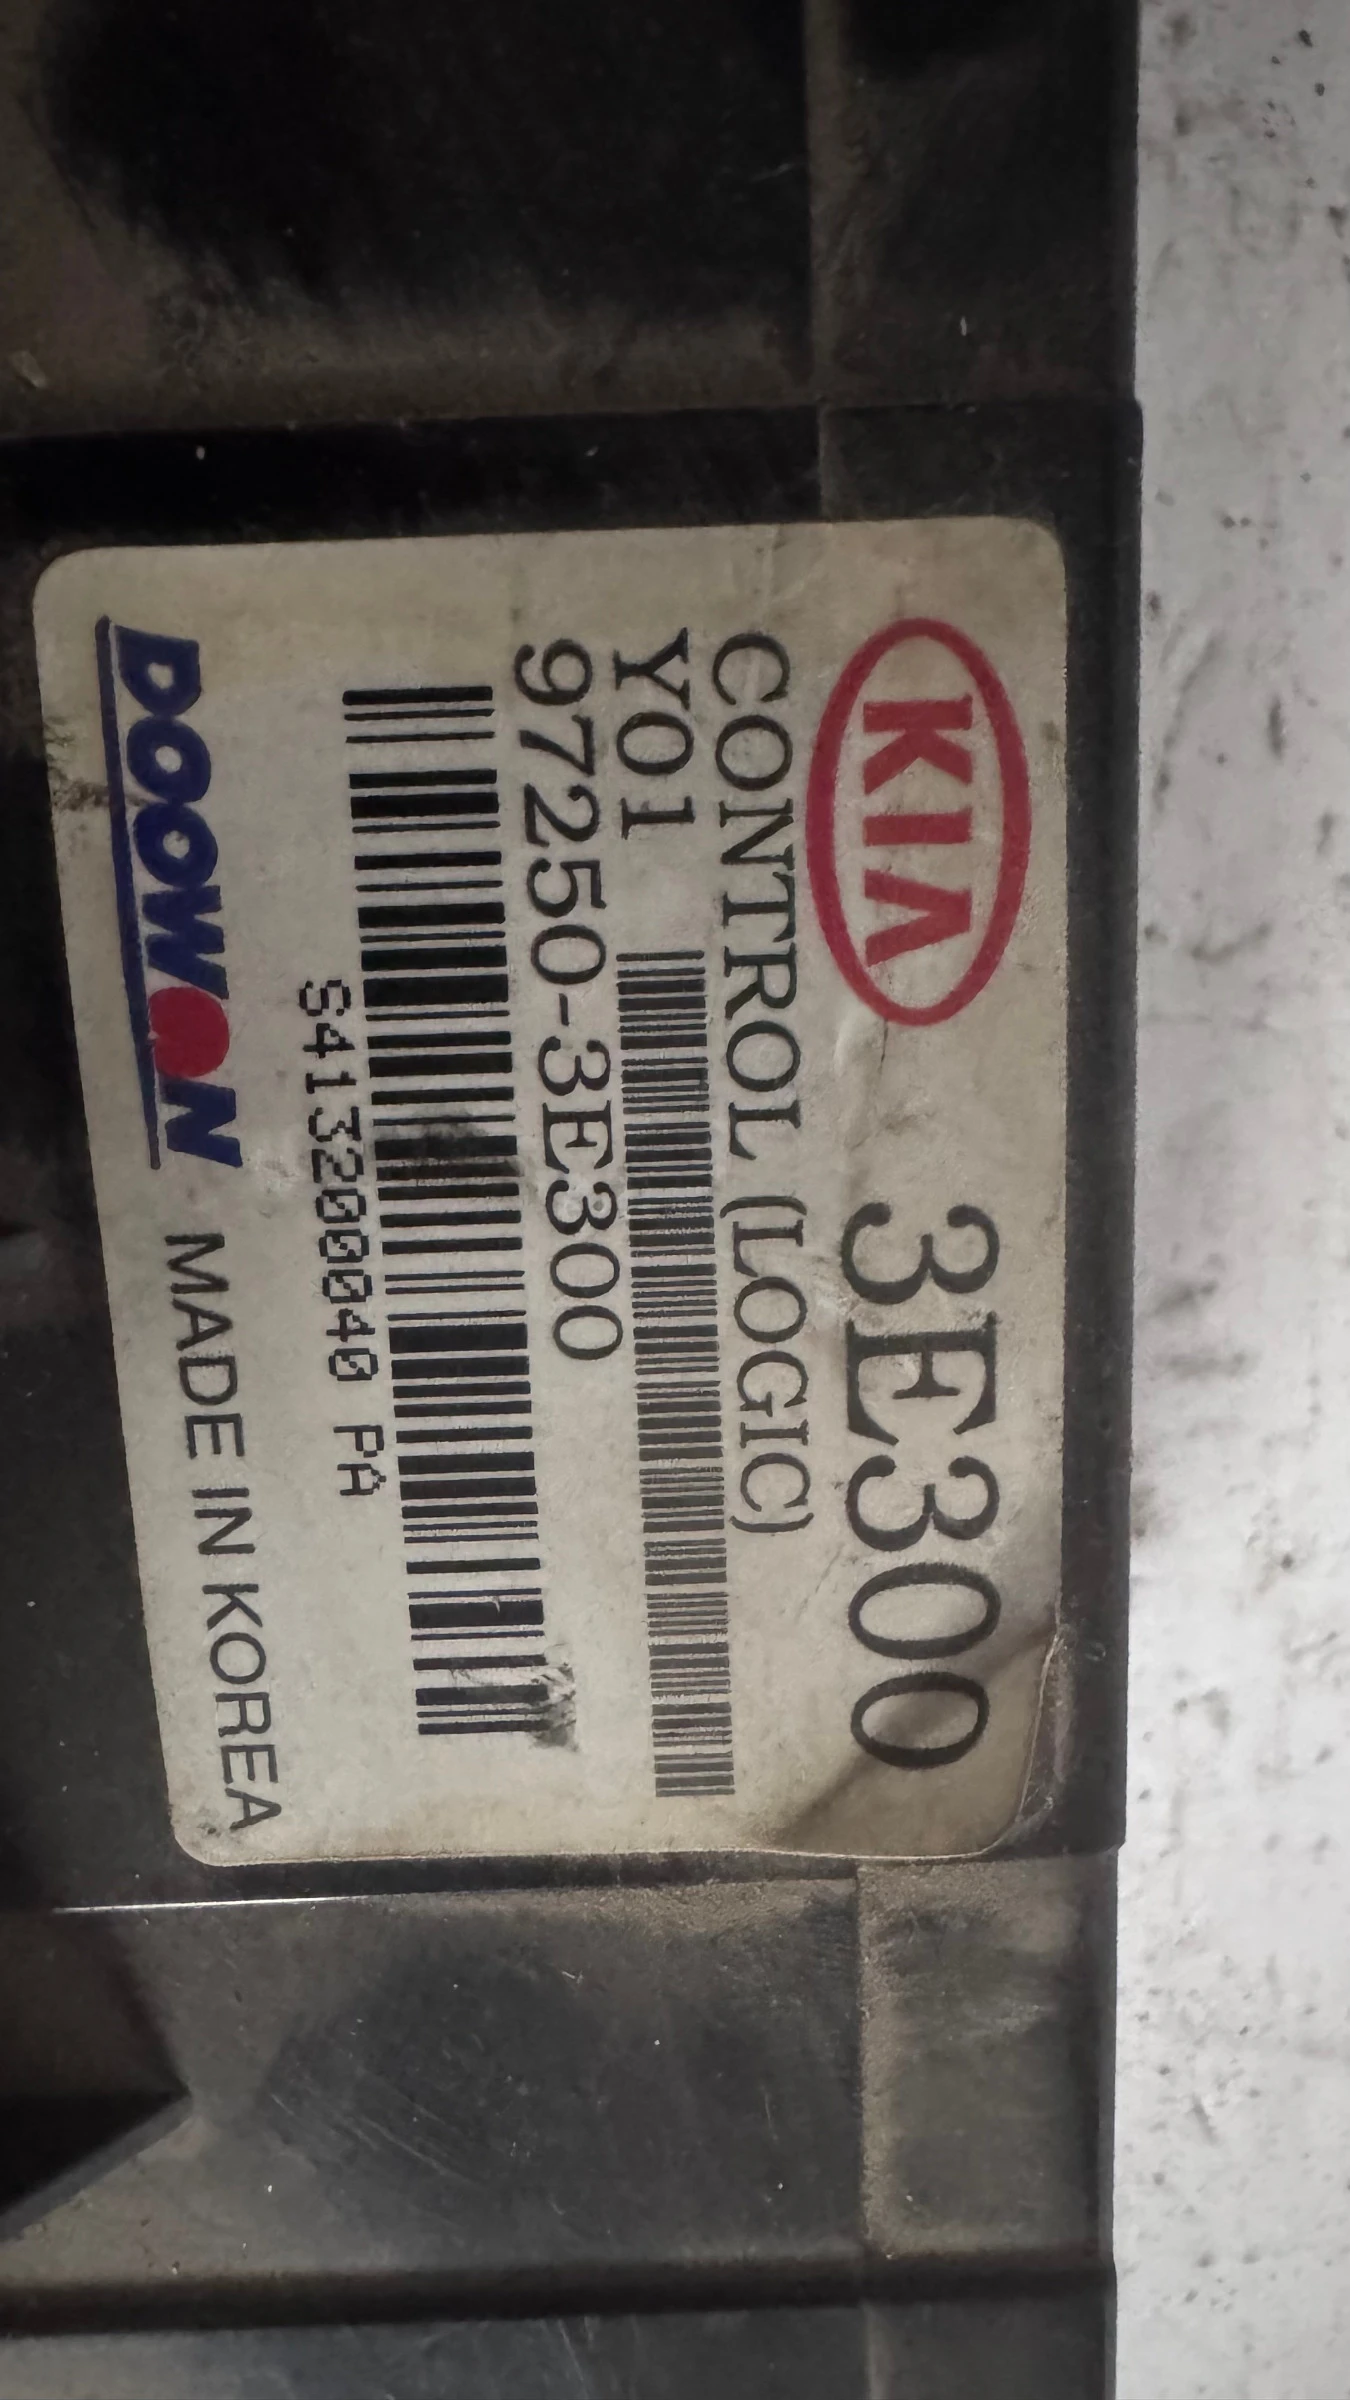 KIA 3E300
CONTROL (LOGIC)
Y01
97250-3E300
S413200040 PA
DOOWON MADE IN KOREA